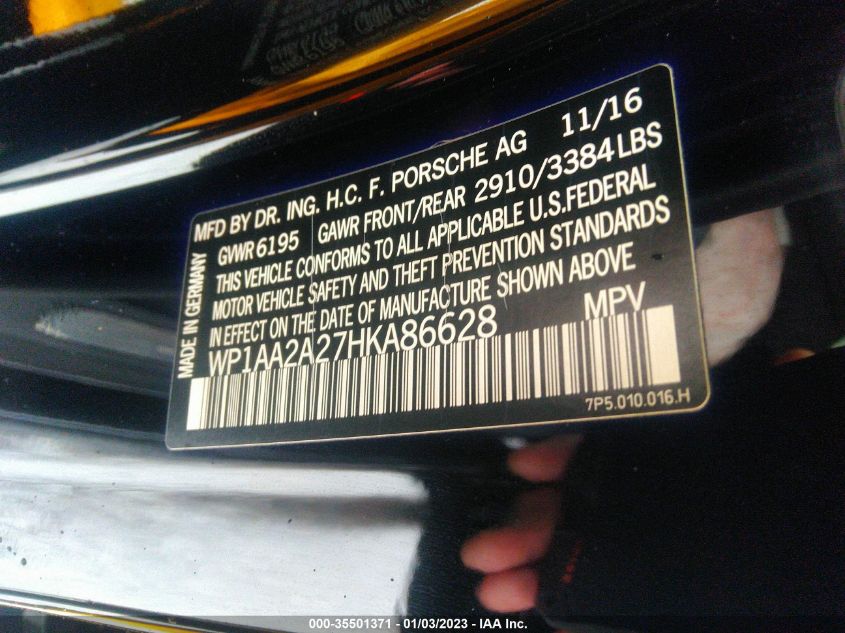 MFD BY DR. ING. H.C. F. PORSCHE AG 11/16
GVWR 6195 GAWR FRONT/REAR 2910/3384 LBS
THIS VEHICLE CONFORMS TO ALL APPLICABLE U.S.FEDERAL
MOTOR VEHICLE SAFETY AND THEFT PREVENTION STANDARDS
IN EFFECT ON THE DATE OF MANUFACTURE SHOWN ABOVE
WP1AA2A27HKA86628 MPV
MADE IN GERMANY
7P5.010.016.H
000-35501371 - 01/03/2023 - IAA Inc.